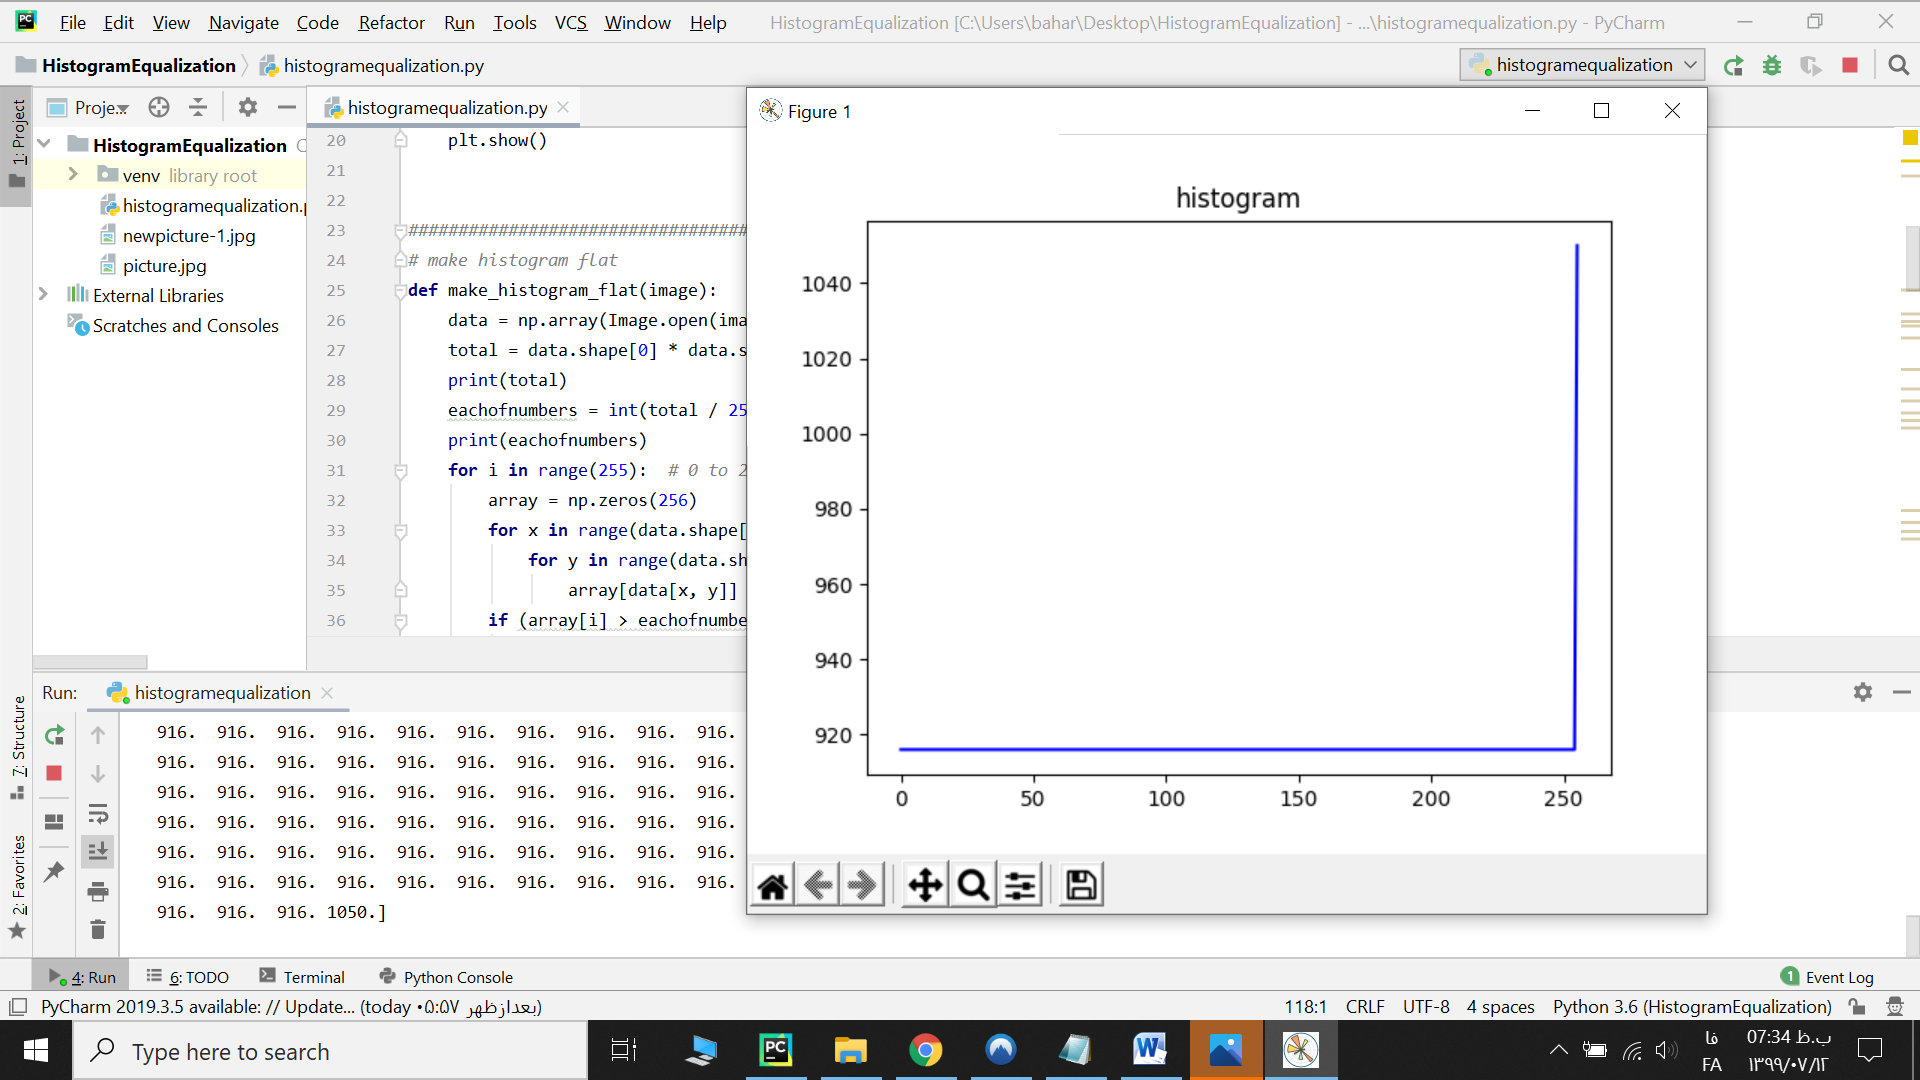 File Edit View Navigate Code Refactor Run Tools VCS Window Help HistogramEqualization [C:\Users\bahar\Desktop\HistogramEqualization] - ...\histogramequalization.py - PyCharm
HistogramEqualization histogramequalization.py histogramequalization
1: Project
Proje...
HistogramEqualization
venv library root
histogramequalization.
newpicture-1.jpg
picture.jpg
External Libraries
Scratches and Consoles
histogramequalization.py
20 plt.show()
21
22
23 ##################################
24 # make histogram flat
25 def make_histogram_flat(image):
26 data = np.array(Image.open(ima
27 total = data.shape[0] * data.s
28 print(total)
29 eachofnumbers = int(total / 25
30 print(eachofnumbers)
31 for i in range(255): # 0 to 2
32 array = np.zeros(256)
33 for x in range(data.shape[
34 for y in range(data.sh
35 array[data[x, y]]
36 if (array[i] > eachofnumbe
Figure 1
histogram
1040
1020
1000
980
960
940
920
0 50 100 150 200 250
Run: histogramequalization
7: Structure
2: Favorites
916. 916. 916. 916. 916. 916. 916. 916. 916. 916.
916. 916. 916. 916. 916. 916. 916. 916. 916. 916.
916. 916. 916. 916. 916. 916. 916. 916. 916. 916.
916. 916. 916. 916. 916. 916. 916. 916. 916. 916.
916. 916. 916. 916. 916. 916. 916. 916. 916. 916.
916. 916. 916. 916. 916. 916. 916. 916. 916. 916.
916. 916. 916. 1050.]
4: Run 6: TODO Terminal Python Console 1 Event Log
PyCharm 2019.3.5 available: // Update... (today ۰۵:۵۷ بعدازظهر) 118:1 CRLF UTF-8 4 spaces Python 3.6 (HistogramEqualization)
Type here to search
فا
FA
07:34 ب.ظ
۱۳۹۹/۰۷/۱۲